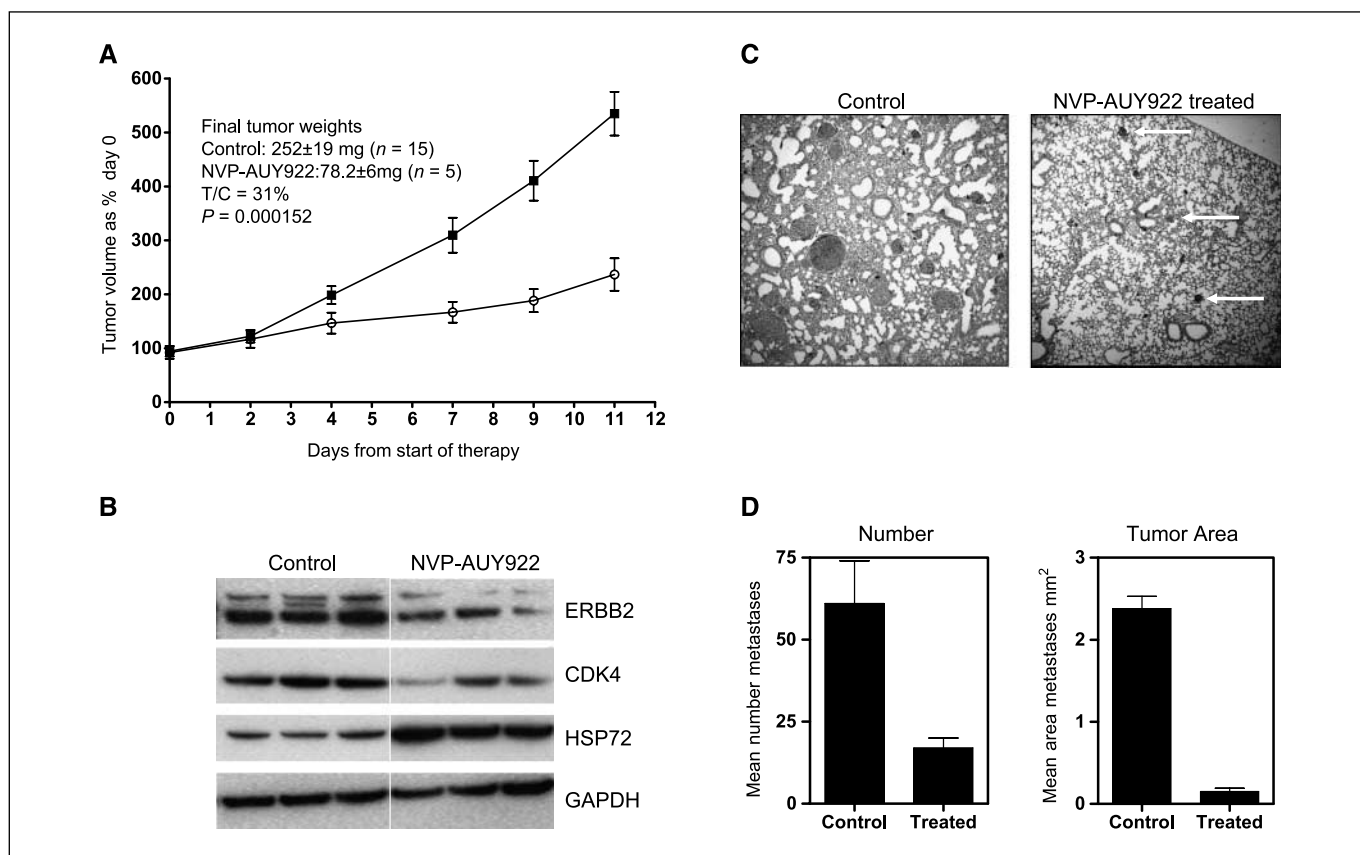 A
600
500
400
300
200
100
0
Tumor volume as % day 0
Final tumor weights
Control: 252±19 mg (n = 15)
NVP-AUY922:78.2±6mg (n = 5)
T/C = 31%
P = 0.000152
0 1 2 3 4 5 6 7 8 9 10 11 12
Days from start of therapy
B
Control NVP-AUY922
ERBB2
CDK4
HSP72
GAPDH
C
Control NVP-AUY922 treated
D
Number
75
50
25
0
Mean number metastases
Control Treated
Tumor Area
3
2
1
0
Mean area metastases mm²
Control Treated